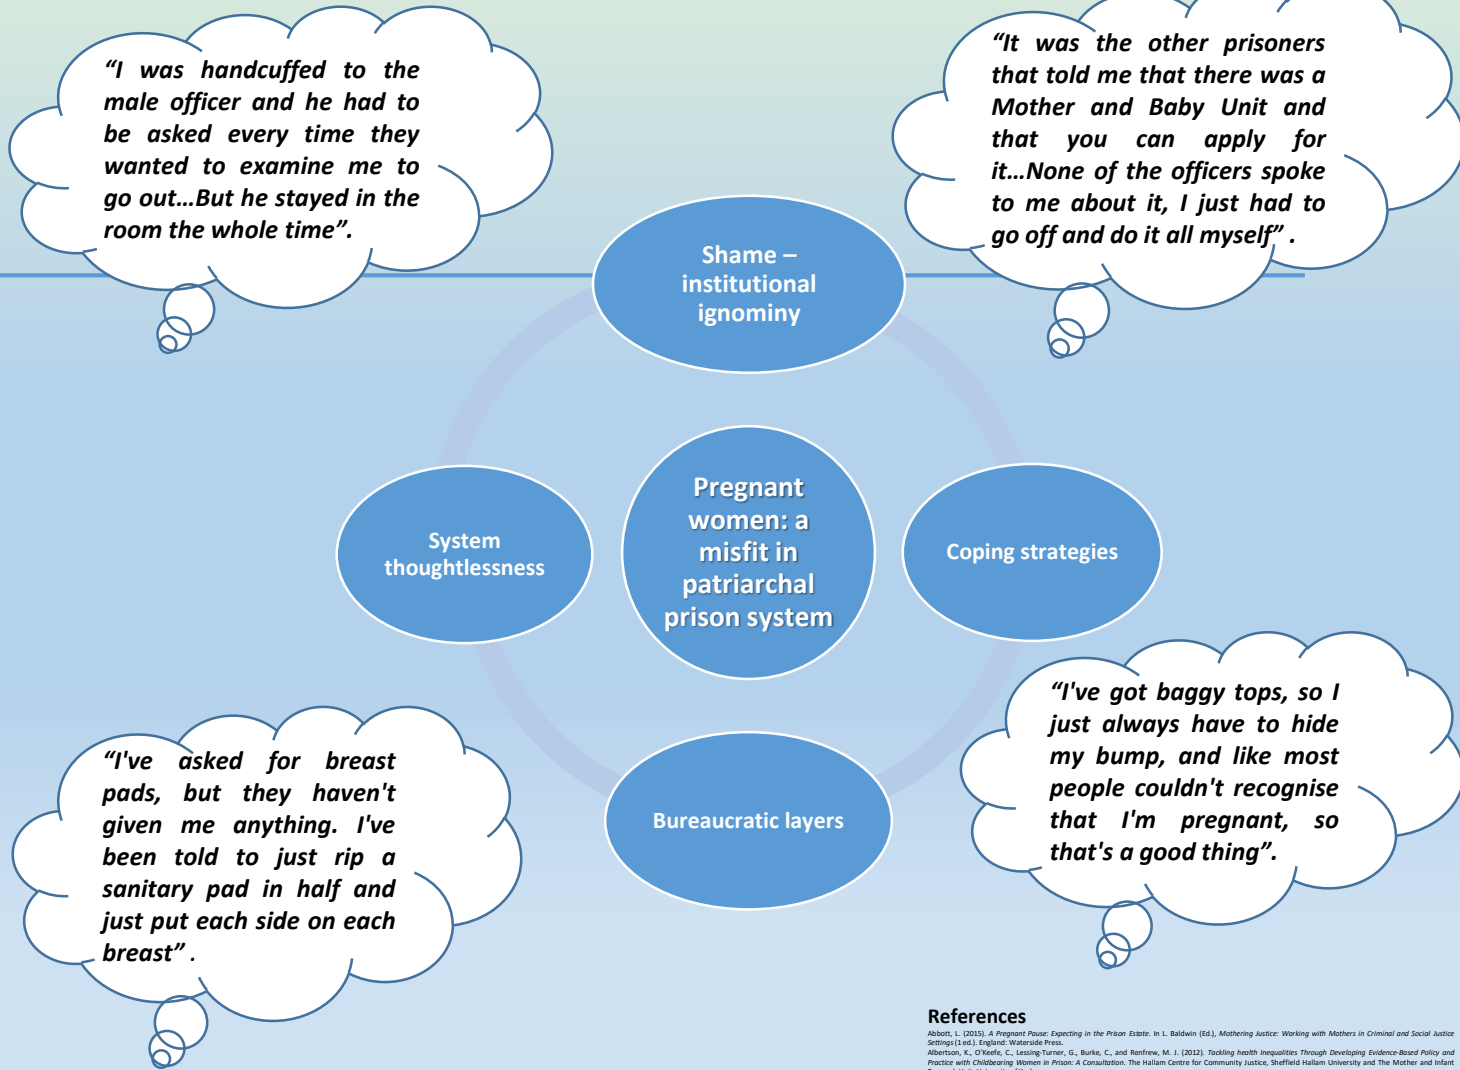 “I was handcuffed to the
male officer and he had to
be asked every time they
wanted to examine me to
go out…But he stayed in the
room the whole time”.
“It was the other prisoners
that told me that there was a
Mother and Baby Unit and
that you can apply for
it…None of the officers spoke
to me about it, I just had to
go off and do it all myself” .
Shame –
institutional
ignominy
System
thoughtlessness
Pregnant
women: a
misfit in
patriarchal
prison system
Coping strategies
Bureaucratic layers
“I've got baggy tops, so I
just always have to hide
my bump, and like most
people couldn't recognise
that I'm pregnant, so
that's a good thing”.
“I've asked for breast
pads, but they haven't
given me anything. I've
been told to just rip a
sanitary pad in half and
just put each side on each
breast” .
References
Abbott, L. (2015). A Pregnant Pause: Expecting in the Prison Estate. In L. Baldwin (Ed.), Mothering Justice: Working with Mothers in Criminal and Social Justice
Settings (1 ed.). England: Waterside Press.
Albertson, K., O'Keefe, C., Lessing-Turner, G., Burke, C., and Renfrew, M. J. (2012). Tackling health Inequalities Through Developing Evidence-Based Policy and
Practice with Childbearing Women in Prison: A Consultation. The Hallam Centre for Community Justice, Sheffield Hallam University and The Mother and Infant